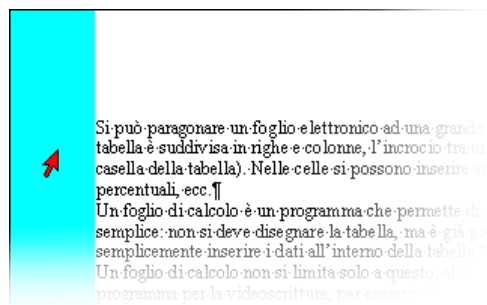 Si può paragonare un foglio elettronico ad una grande
tabella è suddivisa in righe e colonne, l'incrocio tra un
casella della tabella). Nelle celle si possono inserire
percentuali, ecc.¶
Un foglio di calcolo è un programma che permette di
semplice: non si deve disegnare la tabella, ma è già
semplicemente inserire i dati all'interno della tabella
Un foglio di calcolo non si limita solo a questo,
programma per la videoscrittura, per